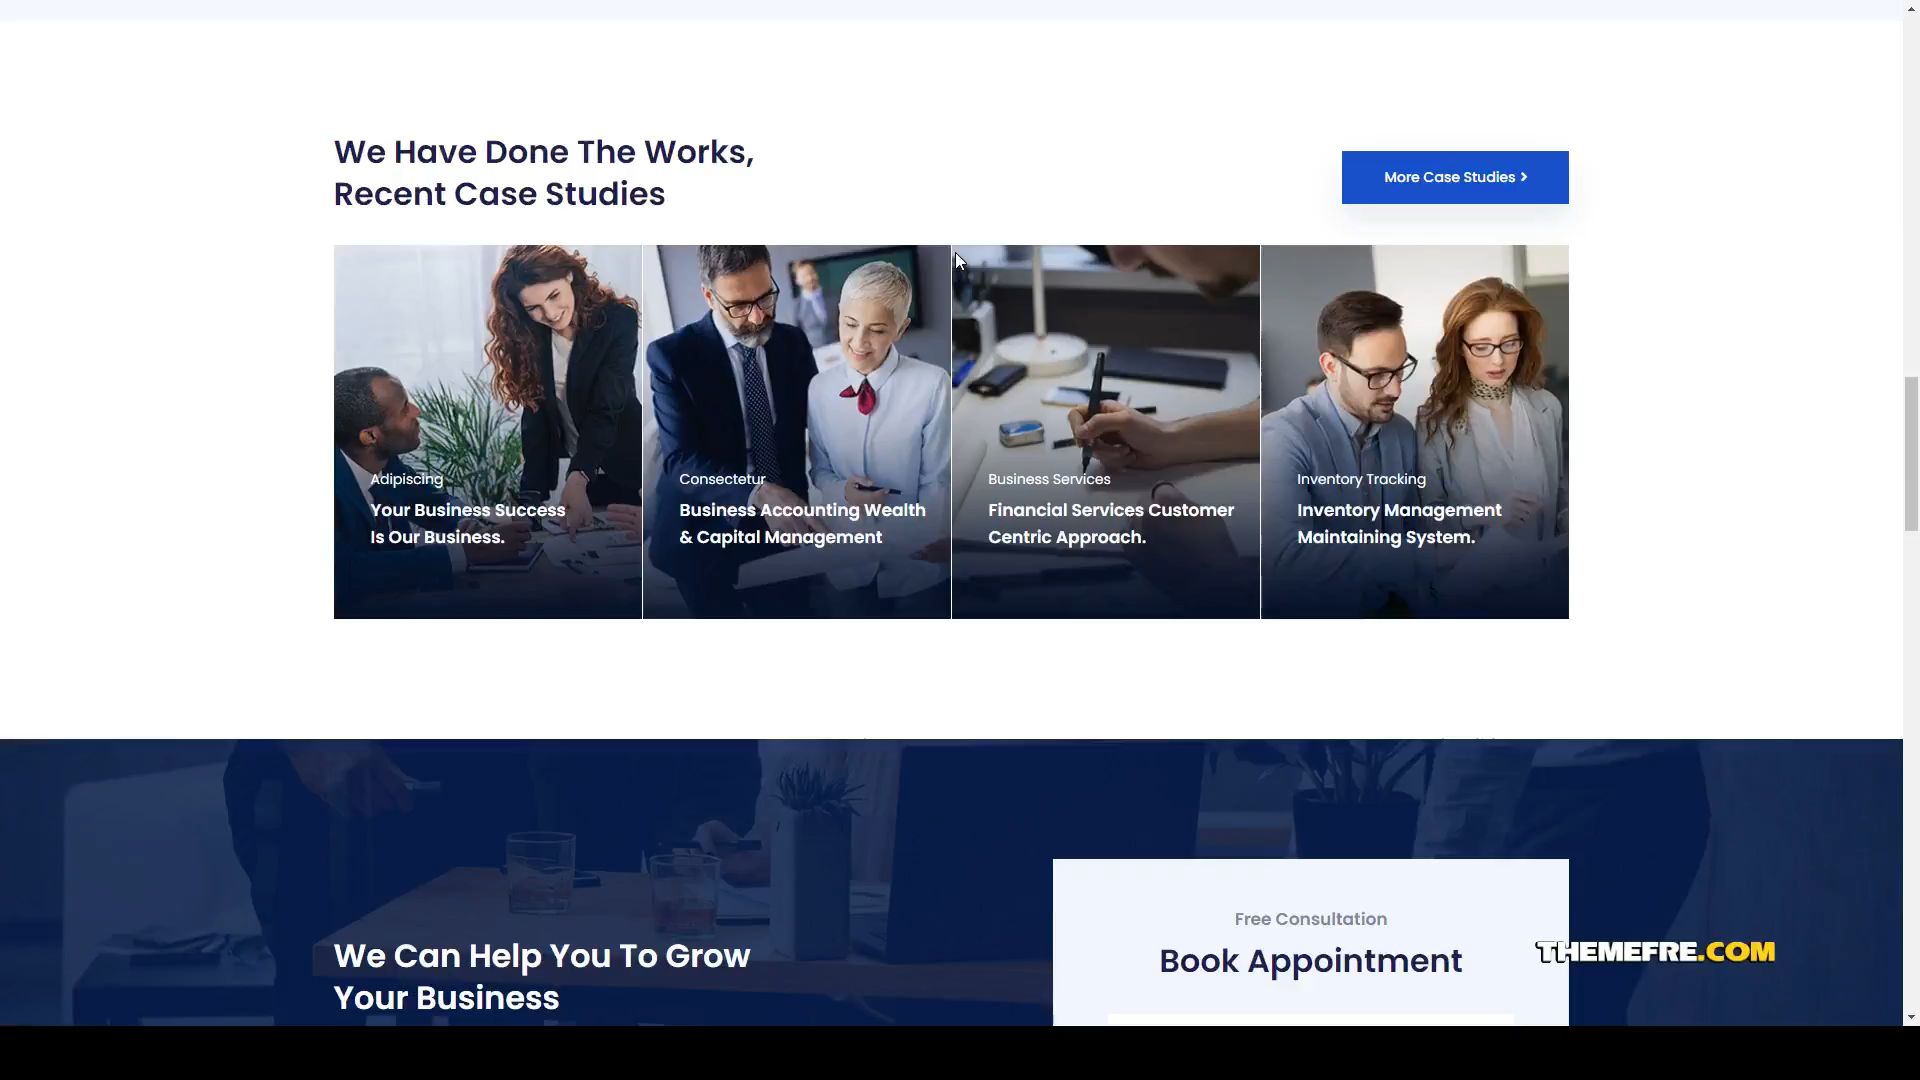 We Have Done The Works,
Recent Case Studies
More Case Studies
Adipiscing
Your Business Success
Is Our Business.
Consectetur
Business Accounting Wealth
& Capital Management
Business Services
Financial Services Customer
Centric Approach.
Inventory Tracking
Inventory Management
Maintaining System.
We Can Help You To Grow
Your Business
Free Consultation
Book Appointment
THEMEFRE.COM